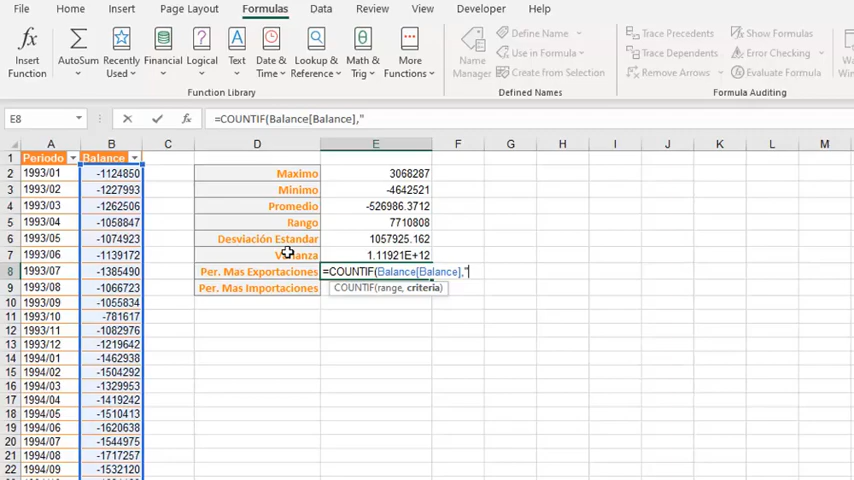 File Home Insert Page Layout Formulas Data Review View Developer Help
fx Σ Define Name Trace Precedents Show Formulas
Use in Formula Trace Dependents Error Checking
Insert Function AutoSum Recently Used Financial Logical Text Date & Time Lookup & Reference Math & Trig More Functions Name Manager Create from Selection Remove Arrows Evaluate Formula
Function Library Defined Names Formula Auditing
E8 fx =COUNTIF(Balance[Balance],"
A B C D E F G H I J K L M
1 Periodo Balance
2 1993/01 -1124850 Maximo 3068287
3 1993/02 -1227993 Minimo -4642521
4 1993/03 -1262506 Promedio -526986.3712
5 1993/04 -1058847 Rango 7710808
6 1993/05 -1074923 Desviación Estandar 1057925.162
7 1993/06 -1139172 Varianza 1.11921E+12
8 1993/07 -1385490 Per. Mas Exportaciones =COUNTIF(Balance[Balance],"
9 1993/08 -1066723 Per. Mas Importaciones COUNTIF(range, criteria)
10 1993/09 -1055834
11 1993/10 -781617
12 1993/11 -1082976
13 1993/12 -1219642
14 1994/01 -1462938
15 1994/02 -1504292
16 1994/03 -1329953
17 1994/04 -1419242
18 1994/05 -1510413
19 1994/06 -1620638
20 1994/07 -1544975
21 1994/08 -1717257
22 1994/09 -1532120